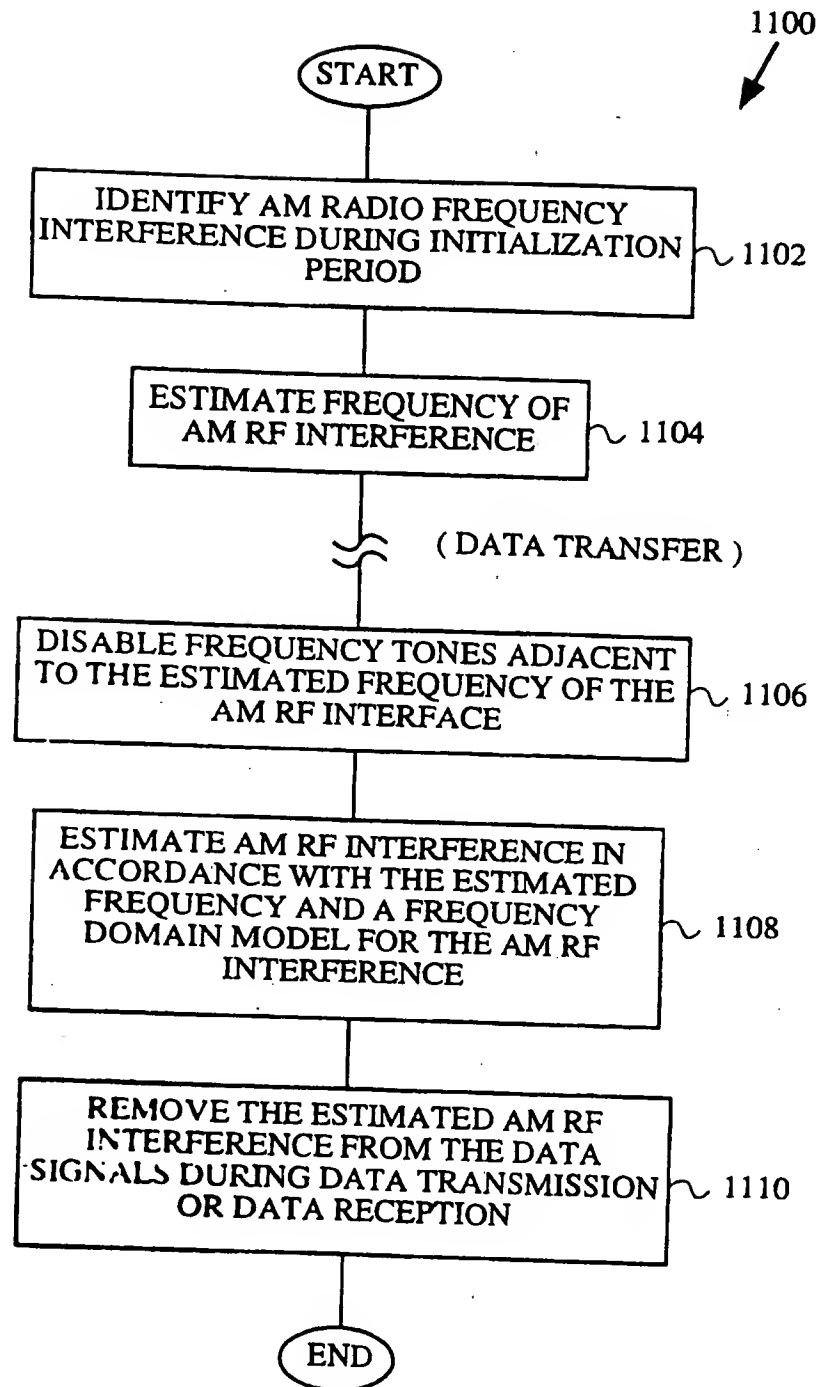 1100
START
IDENTIFY AM RADIO FREQUENCY
INTERFERENCE DURING INITIALIZATION
PERIOD
1102
ESTIMATE FREQUENCY OF
AM RF INTERFERENCE
1104
( DATA TRANSFER )
DISABLE FREQUENCY TONES ADJACENT
TO THE ESTIMATED FREQUENCY OF THE
AM RF INTERFACE
1106
ESTIMATE AM RF INTERFERENCE IN
ACCORDANCE WITH THE ESTIMATED
FREQUENCY AND A FREQUENCY
DOMAIN MODEL FOR THE AM RF
INTERFERENCE
1108
REMOVE THE ESTIMATED AM RF
INTERFERENCE FROM THE DATA
SIGNALS DURING DATA TRANSMISSION
OR DATA RECEPTION
1110
END